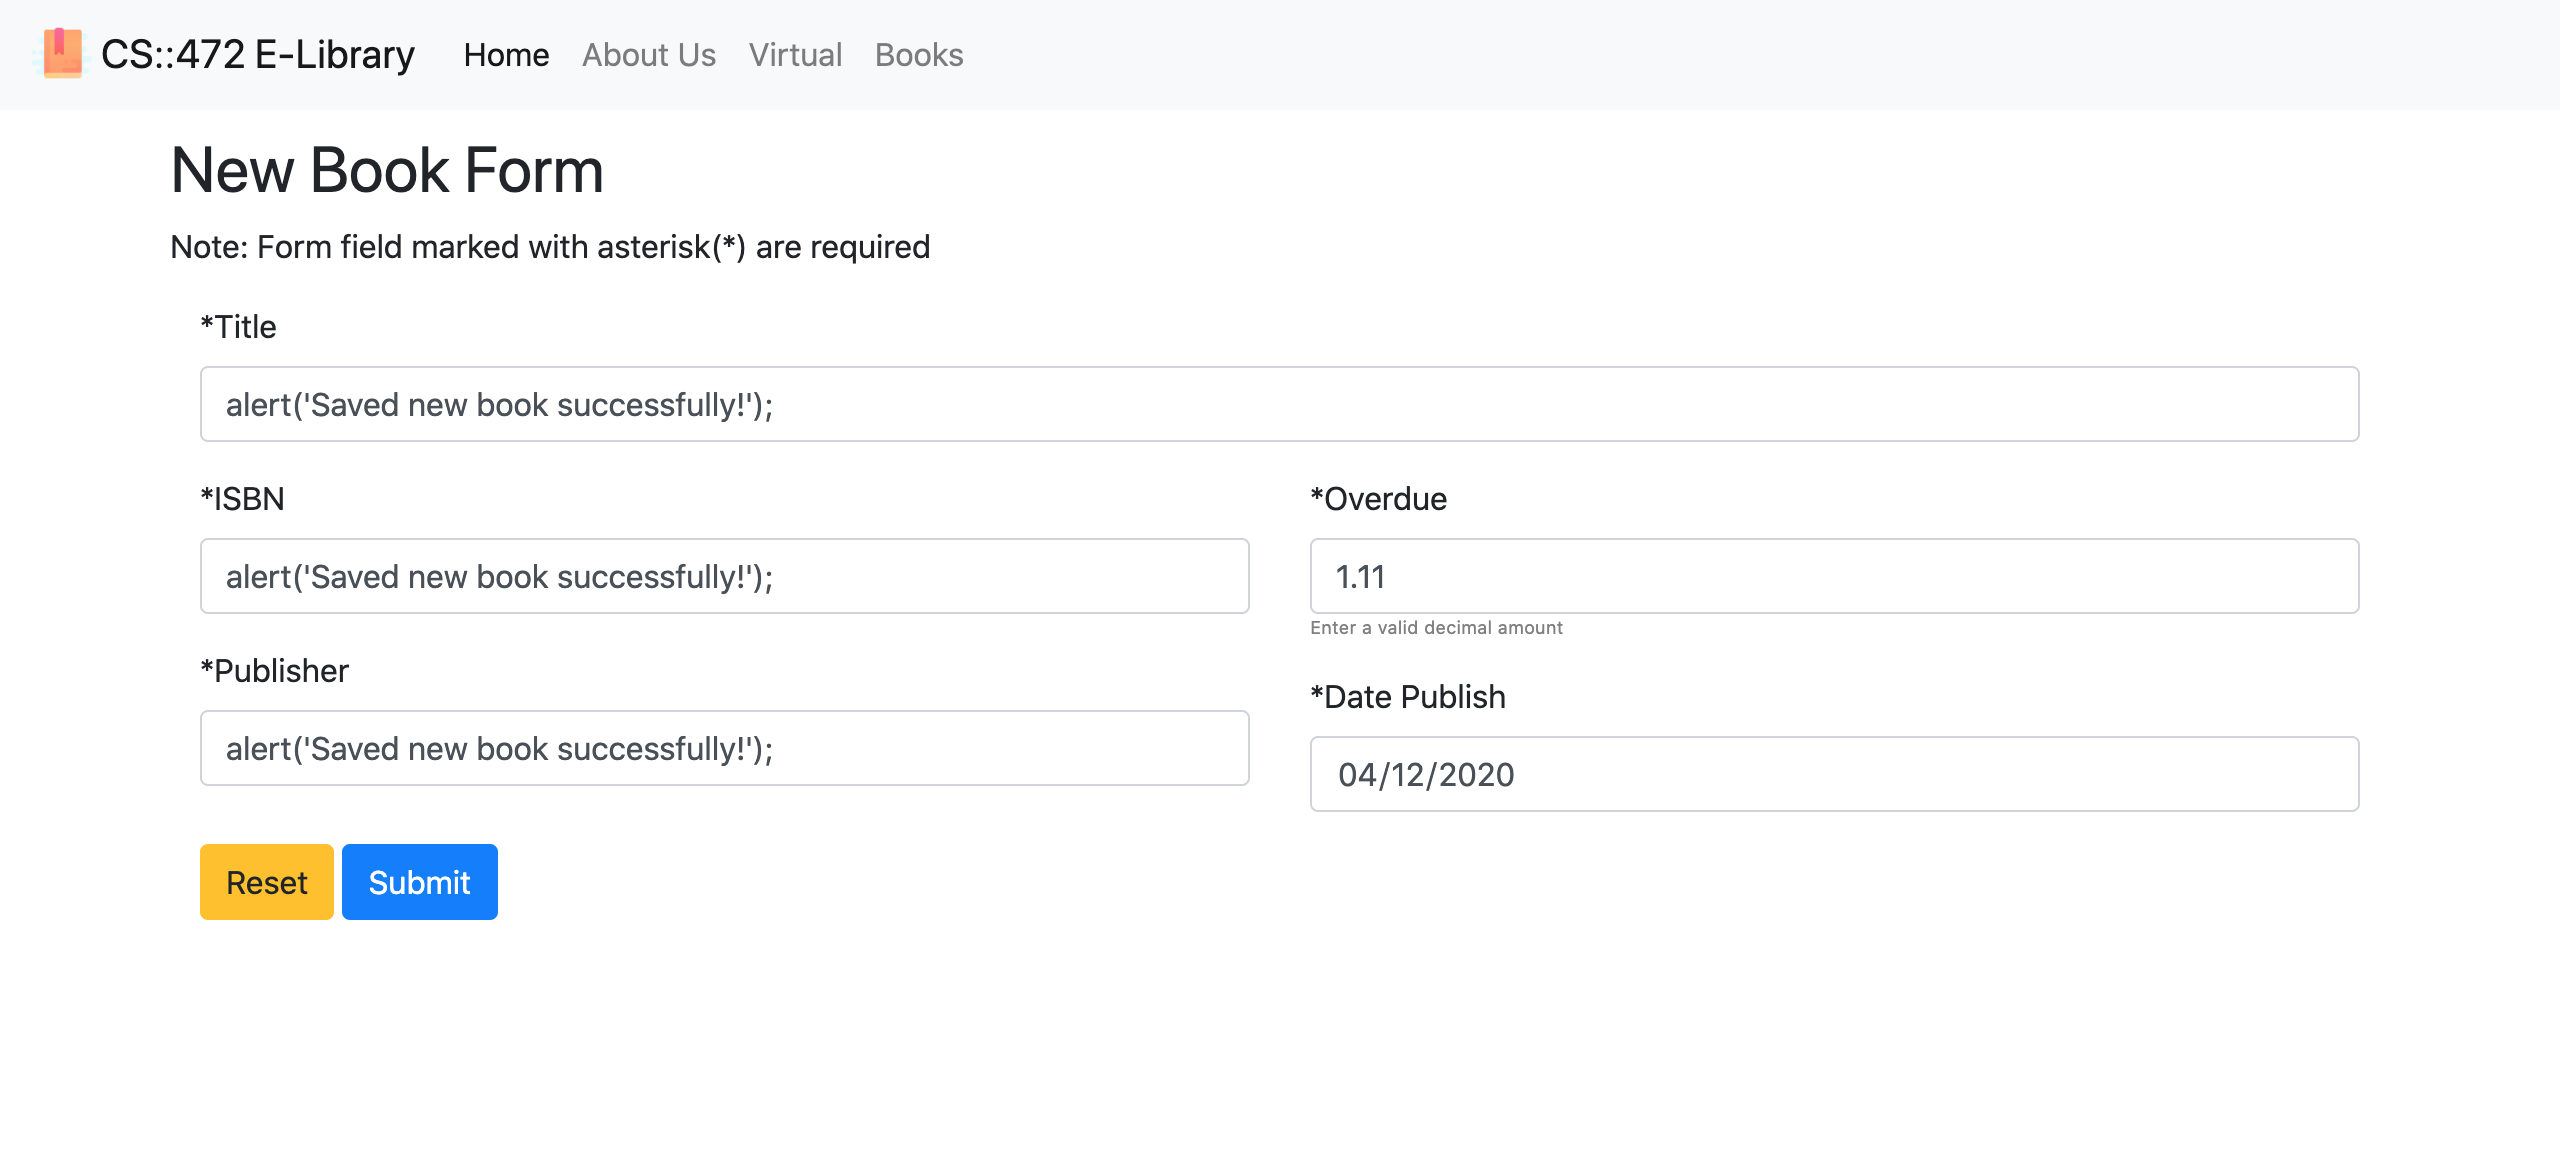 CS::472 E-Library Home About Us Virtual Books
New Book Form
Note: Form field marked with asterisk(*) are required
*Title
alert('Saved new book successfully!');
*ISBN
alert('Saved new book successfully!');
*Overdue
1.11
Enter a valid decimal amount
*Publisher
alert('Saved new book successfully!');
*Date Publish
04/12/2020
Reset Submit